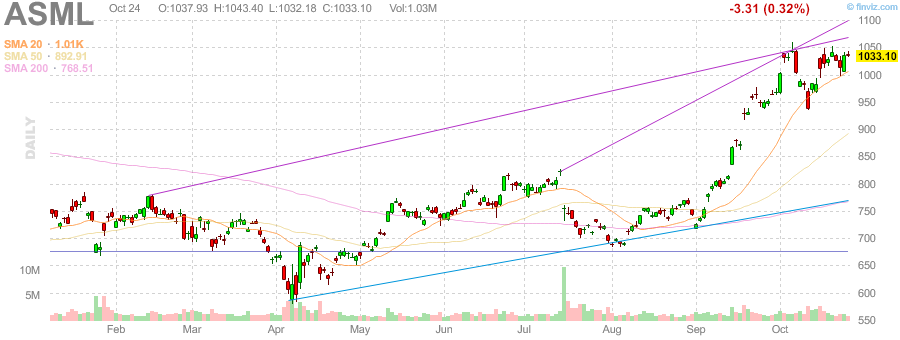 © finviz.com
ASML Oct 24 O:1037.93 H:1043.40 L:1032.18 C:1033.10 Vol:1.03M -3.31 (0.32%)
1100
SMA 20 · 1.01K
SMA 50 · 892.91
SMA 200 · 768.51
1050
1033.10
1000
950
DAILY
900
850
800
750
700
650
10M
600
5M
550
Feb Mar Apr May Jun Jul Aug Sep Oct